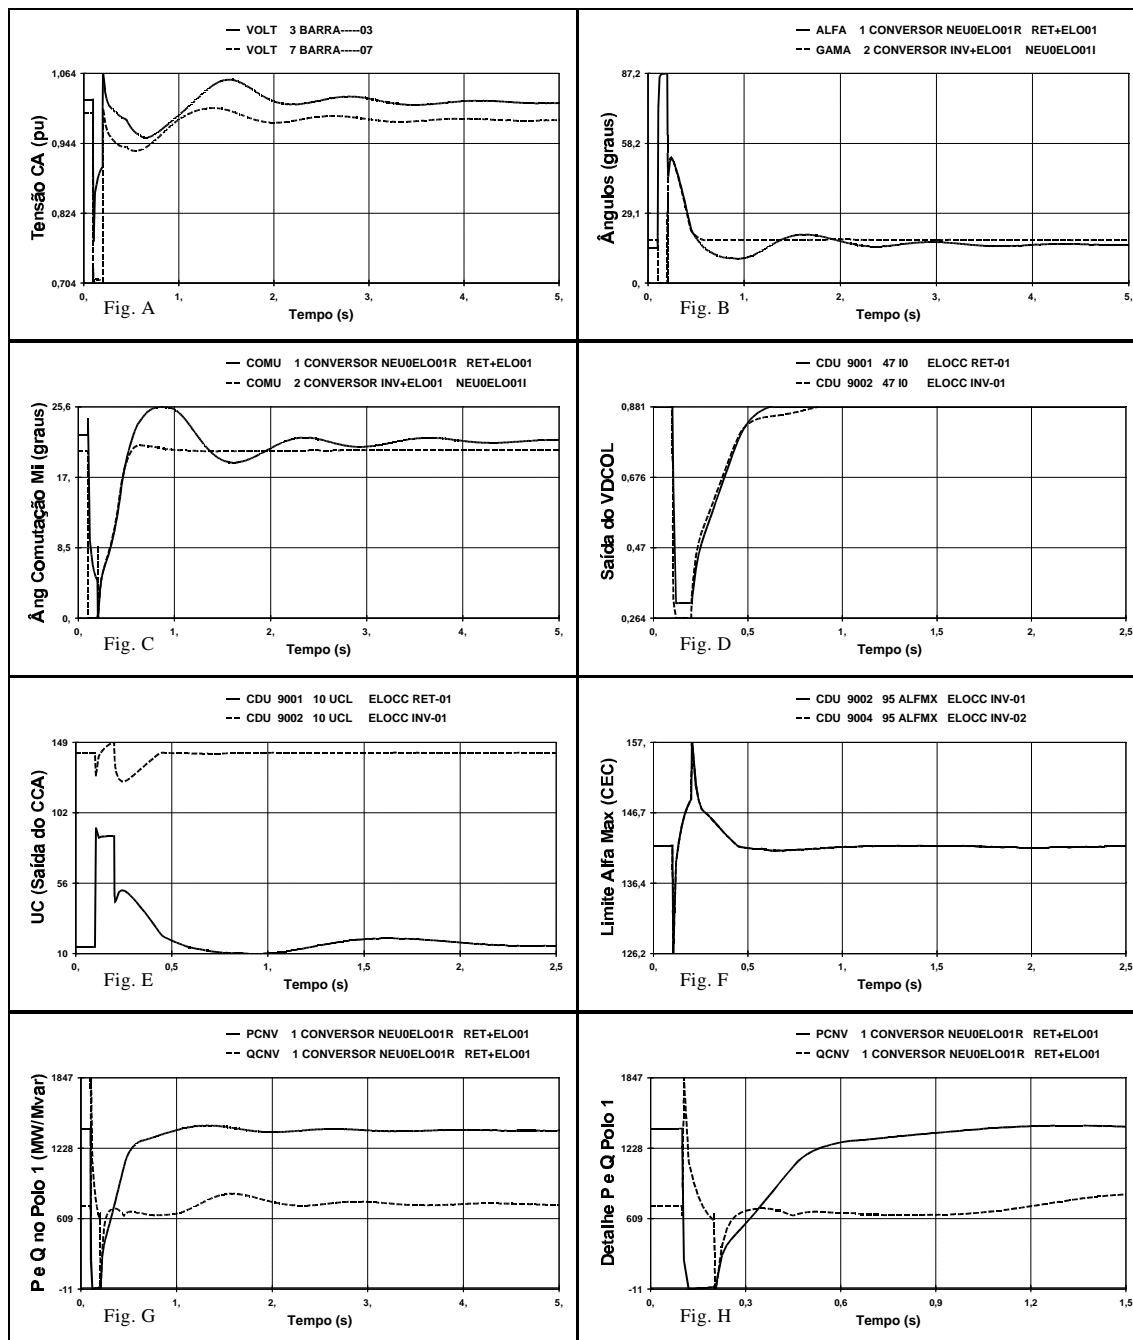 VOLT 3 BARRA-----03
VOLT 7 BARRA-----07
1,064
0,944
0,824
0,704
Tensão CA (pu)
0, 1, 2, 3, 4, 5,
Fig. A
Tempo (s)
ALFA 1 CONVERSOR NEU0ELO01R RET+ELO01
GAMA 2 CONVERSOR INV+ELO01 NEU0ELO01I
87,2
58,2
29,1
0,
Ângulos (graus)
0, 1, 2, 3, 4, 5,
Fig. B
Tempo (s)
COMU 1 CONVERSOR NEU0ELO01R RET+ELO01
COMU 2 CONVERSOR INV+ELO01 NEU0ELO01I
25,6
17,
8,5
0,
Âng Comutação Mi (graus)
0, 1, 2, 3, 4, 5,
Fig. C
Tempo (s)
CDU 9001 47 I0 ELOCC RET-01
CDU 9002 47 I0 ELOCC INV-01
0,881
0,676
0,47
0,264
Saída do VDCOL
0, 0,5 1, 1,5 2, 2,5
Fig. D
Tempo (s)
CDU 9001 10 UCL ELOCC RET-01
CDU 9002 10 UCL ELOCC INV-01
149
102
56
10
UC (Saída do CCA)
0, 0,5 1, 1,5 2, 2,5
Fig. E
Tempo (s)
CDU 9002 95 ALFMX ELOCC INV-01
CDU 9004 95 ALFMX ELOCC INV-02
157,
146,7
136,4
126,2
Limite Alfa Max (CEC)
0, 0,5 1, 1,5 2, 2,5
Fig. F
Tempo (s)
PCNV 1 CONVERSOR NEU0ELO01R RET+ELO01
QCNV 1 CONVERSOR NEU0ELO01R RET+ELO01
1847
1228
609
-11
P e Q no Polo 1 (MW/Mvar)
0, 1, 2, 3, 4, 5,
Fig. G
Tempo (s)
PCNV 1 CONVERSOR NEU0ELO01R RET+ELO01
QCNV 1 CONVERSOR NEU0ELO01R RET+ELO01
1847
1228
609
-11
Detalhe P e Q Polo 1
0, 0,3 0,6 0,9 1,2 1,5
Fig. H
Tempo (s)